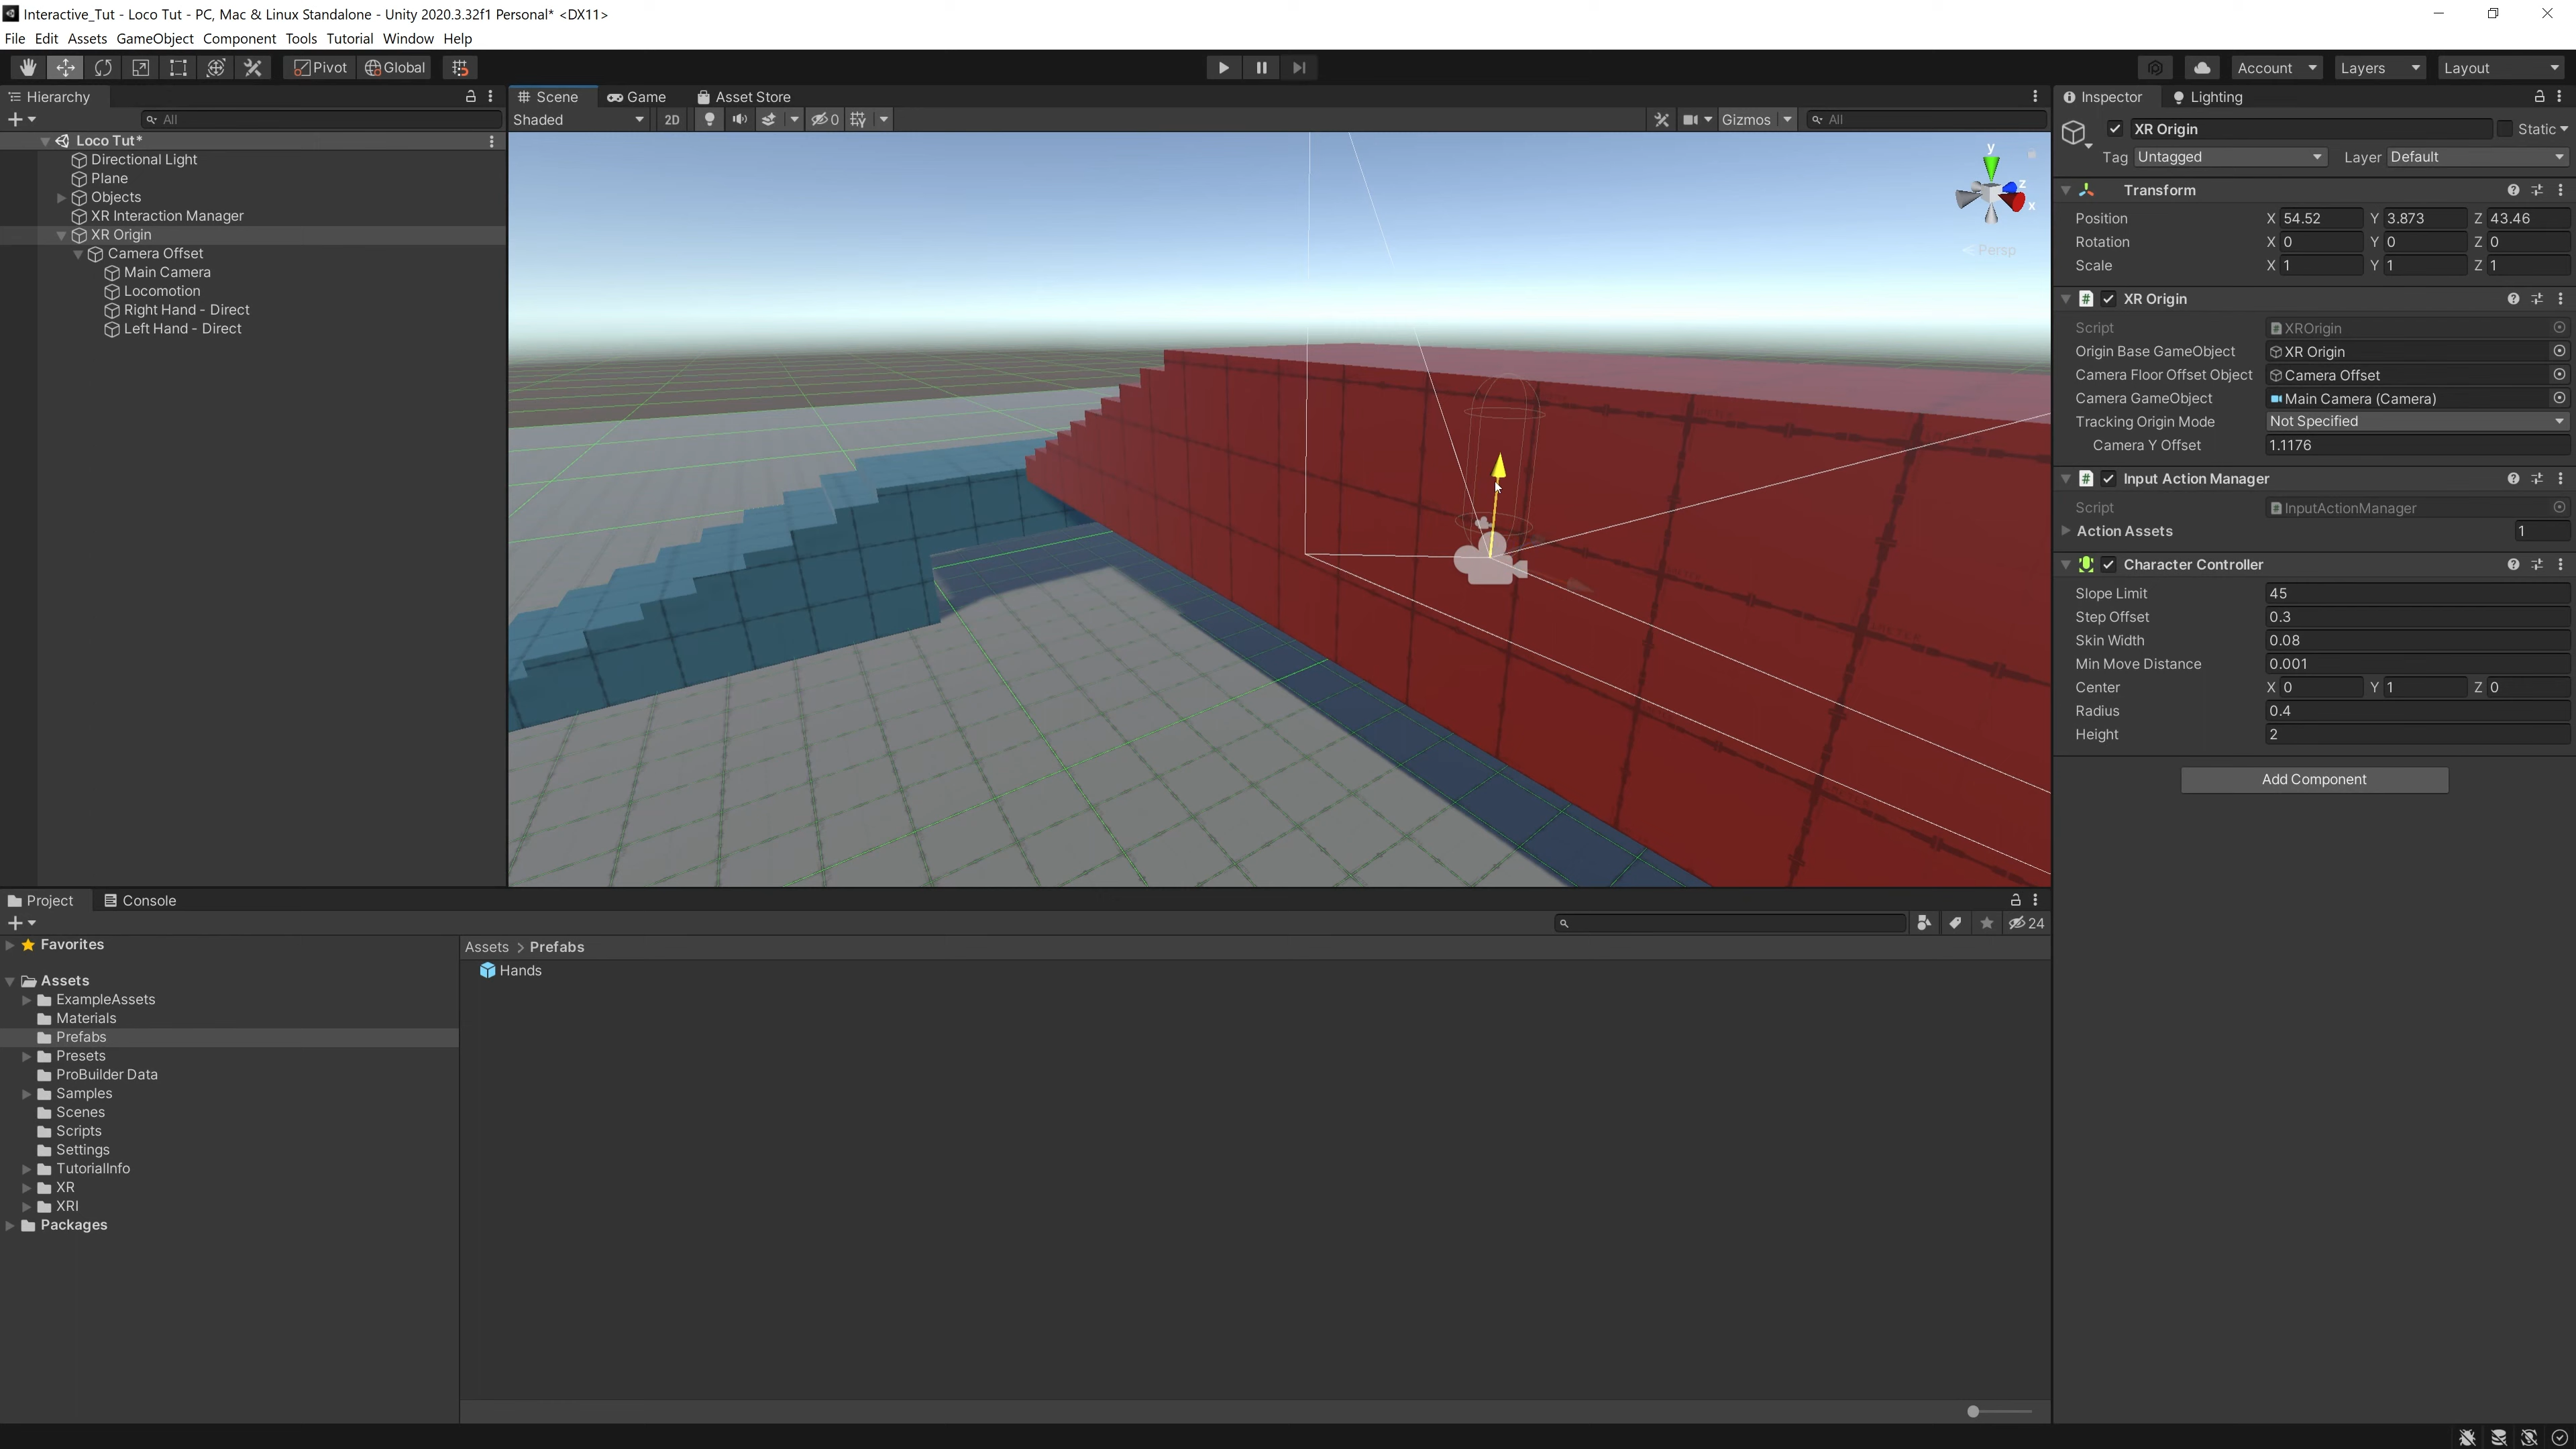 Interactive_Tut - Loco Tut - PC, Mac & Linux Standalone - Unity 2020.3.32f1 Personal* <DX11>
File Edit Assets GameObject Component Tools Tutorial Window Help
Pivot Global Account Layers Layout
Hierarchy
All
Loco Tut*
Directional Light
Plane
Objects
XR Interaction Manager
XR Origin
Camera Offset
Main Camera
Locomotion
Right Hand - Direct
Left Hand - Direct
Scene Game Asset Store
Shaded 2D 0 Gizmos All
y
z
x
Persp
Inspector Lighting
XR Origin Static
Tag Untagged Layer Default
Transform
Position X 54.52 Y 3.873 Z 43.46
Rotation X 0 Y 0 Z 0
Scale X 1 Y 1 Z 1
XR Origin
Script XROrigin
Origin Base GameObject XR Origin
Camera Floor Offset Object Camera Offset
Camera GameObject Main Camera (Camera)
Tracking Origin Mode Not Specified
Camera Y Offset 1.1176
Input Action Manager
Script InputActionManager
Action Assets 1
Character Controller
Slope Limit 45
Step Offset 0.3
Skin Width 0.08
Min Move Distance 0.001
Center X 0 Y 1 Z 0
Radius 0.4
Height 2
Add Component
Project Console
24
Favorites
Assets
ExampleAssets
Materials
Prefabs
Presets
ProBuilder Data
Samples
Scenes
Scripts
Settings
TutorialInfo
XR
XRI
Packages
Assets > Prefabs
Hands